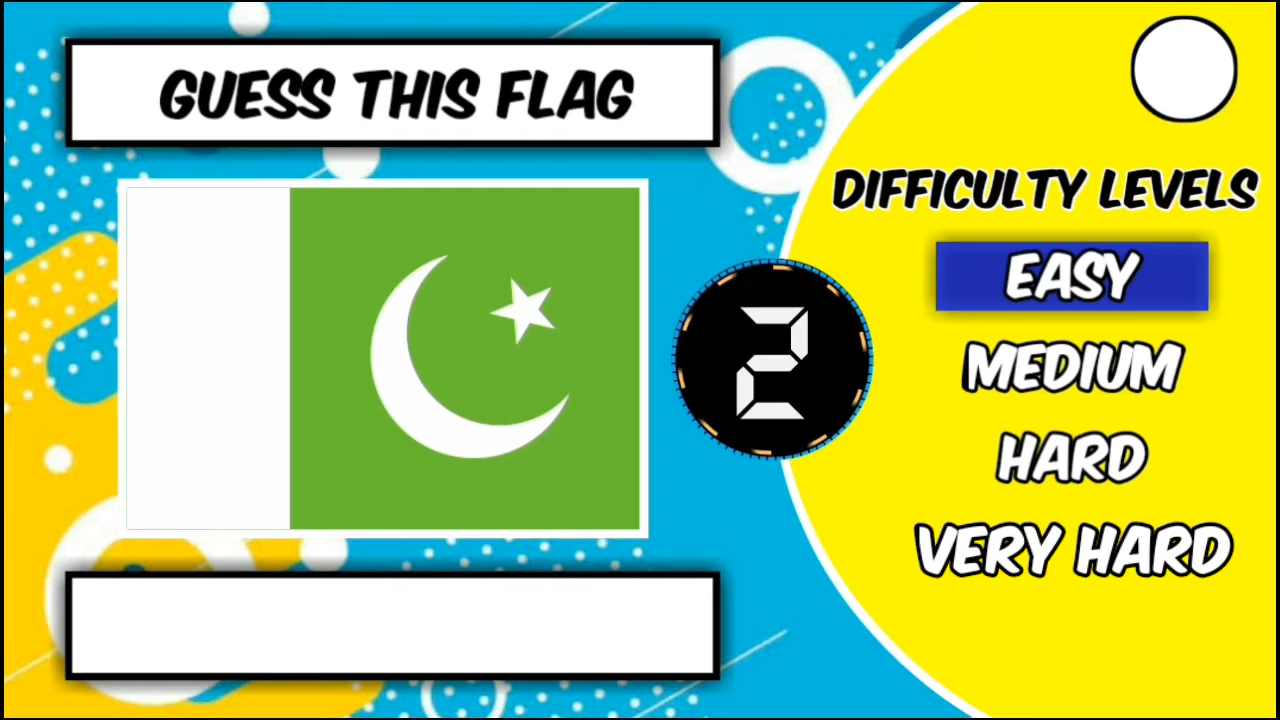 GUESS THIS FLAG
DIFFICULTY LEVELS
EASY
2
MEDIUM
HARD
VERY HARD